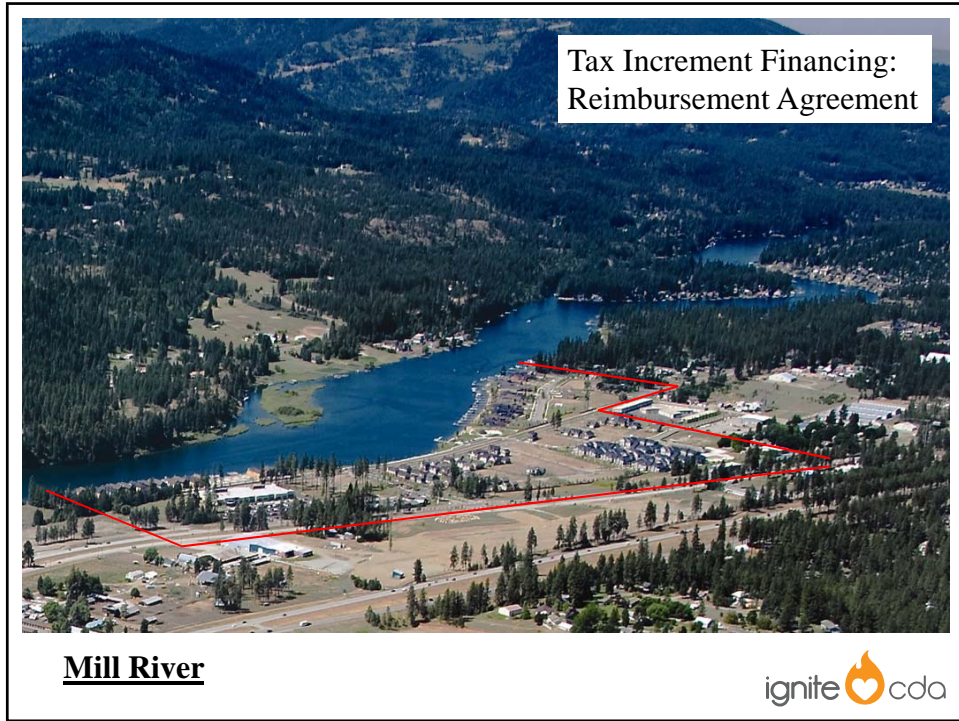 Tax Increment Financing:
Reimbursement Agreement
Mill River
ignite cda